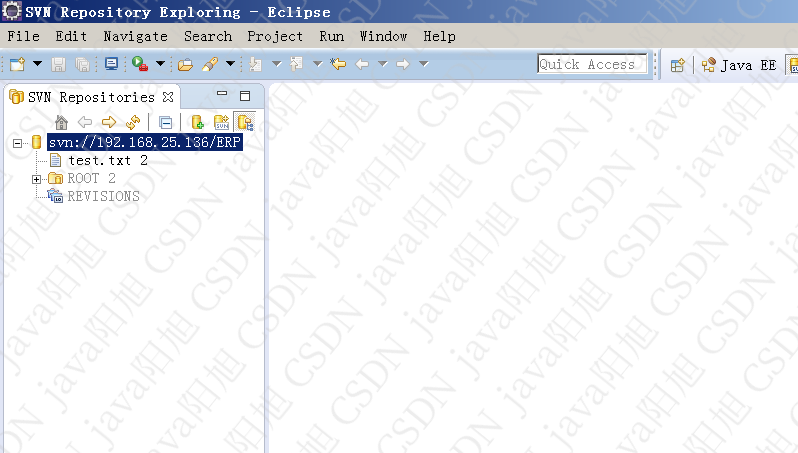 SVN Repository Exploring - Eclipse
File Edit Navigate Search Project Run Window Help
Quick Access
Java EE
SVN Repositories
svn://192.168.25.136/ERP
test.txt 2
ROOT 2
REVISIONS
CSDN java阳旭